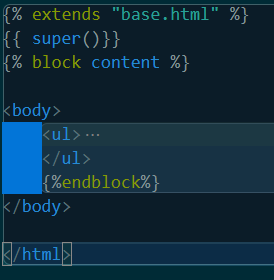 {% extends "base.html" %}
{{ super()}}
{% block content %}
<body>
<ul>…
</ul>
{%endblock%}
</body>
</html>